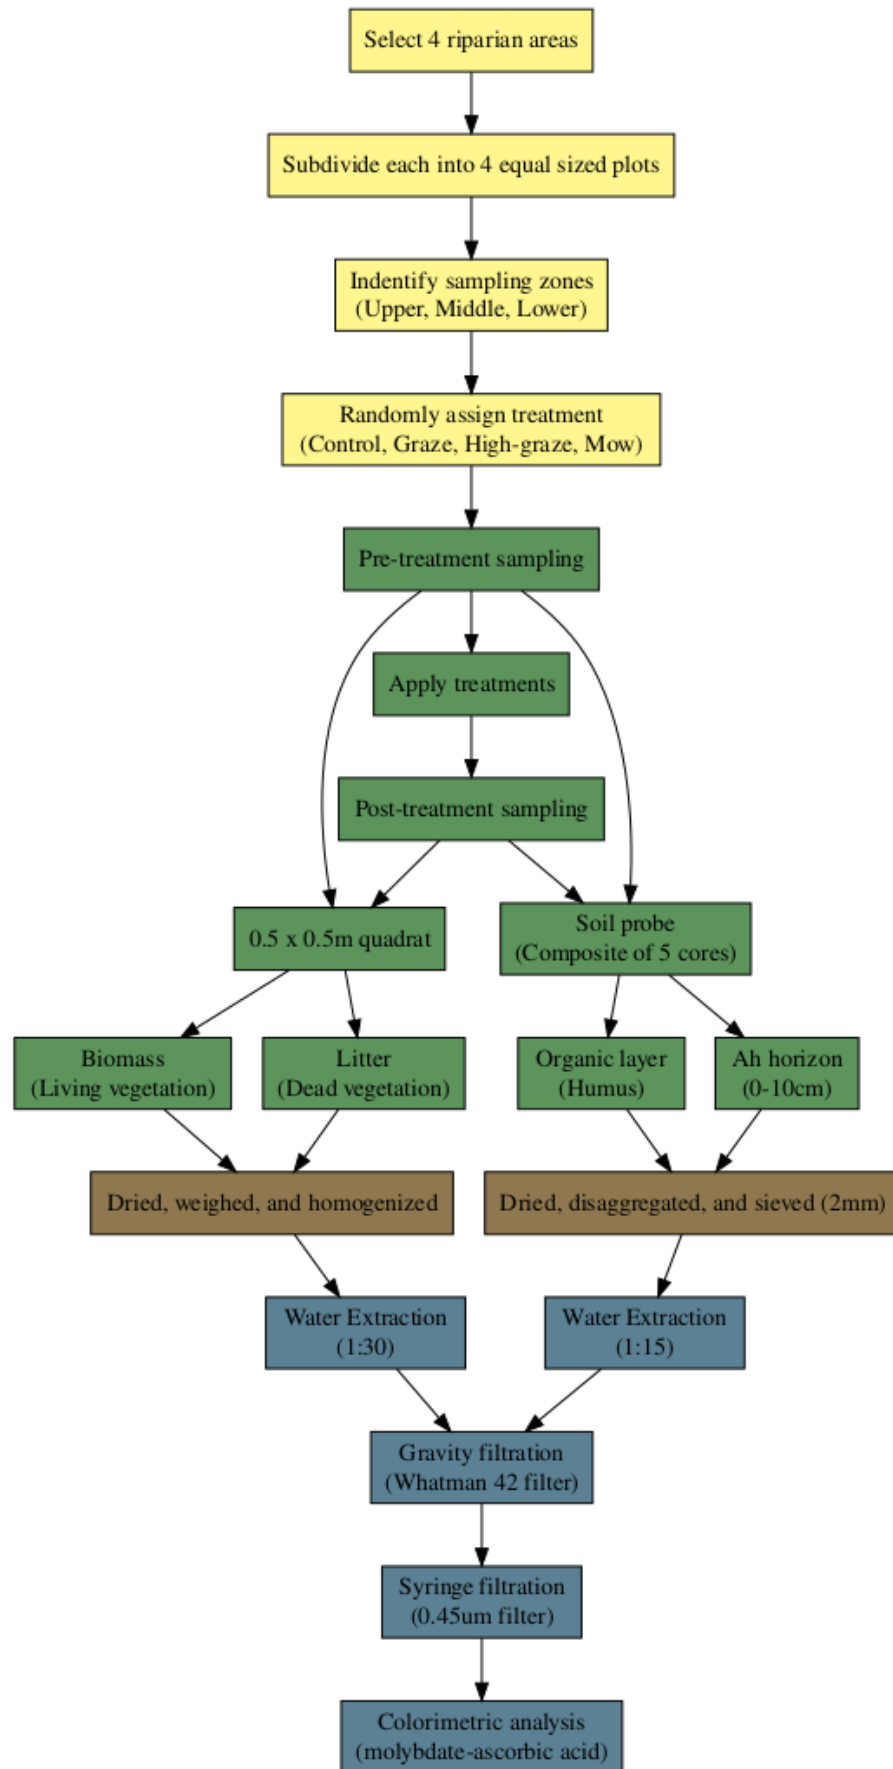 Select 4 riparian areas
Subdivide each into 4 equal sized plots
Indentify sampling zones
(Upper, Middle, Lower)
Randomly assign treatment
(Control, Graze, High-graze, Mow)
Pre-treatment sampling
Apply treatments
Post-treatment sampling
0.5 x 0.5m quadrat
Soil probe
(Composite of 5 cores)
Biomass
(Living vegetation)
Litter
(Dead vegetation)
Organic layer
(Humus)
Ah horizon
(0-10cm)
Dried, weighed, and homogenized
Dried, disaggregated, and sieved (2mm)
Water Extraction
(1:30)
Water Extraction
(1:15)
Gravity filtration
(Whatman 42 filter)
Syringe filtration
(0.45um filter)
Colorimetric analysis
(molybdate-ascorbic acid)